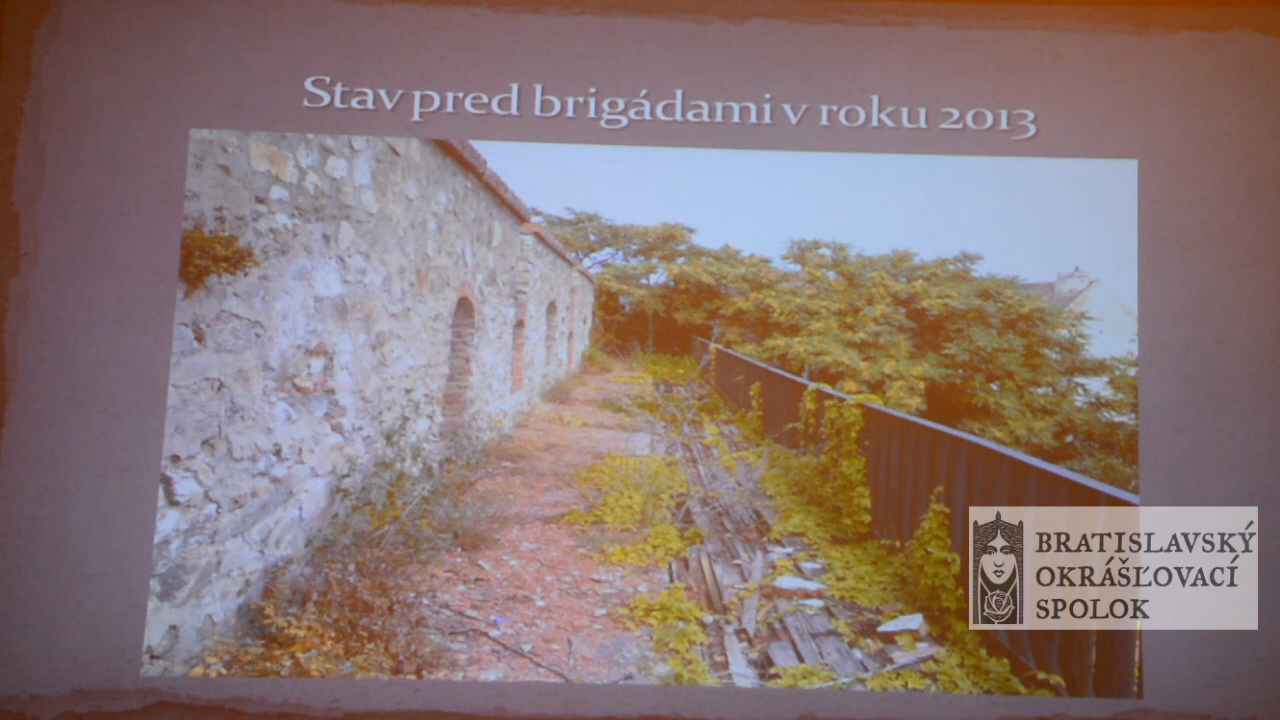 Stav pred brigádami v roku 2013
BRATISLAVSKÝ
OKRÁŠĽOVACÍ
SPOLOK